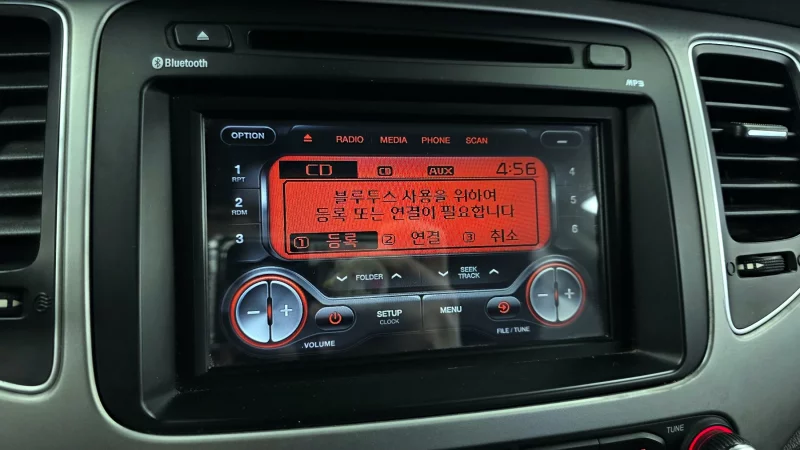 Bluetooth
MP3
OPTION
RADIO MEDIA PHONE SCAN
1 RPT
2 RDM
3
4
5
6
CD CD AUX 4:56
블루투스 사용을 위하여
등록 또는 연결이 필요합니다
① 등록 ② 연결 ③ 취소
FOLDER
SEEK
TRACK
SETUP
CLOCK
MENU
VOLUME
FILE / TUNE
TUNE